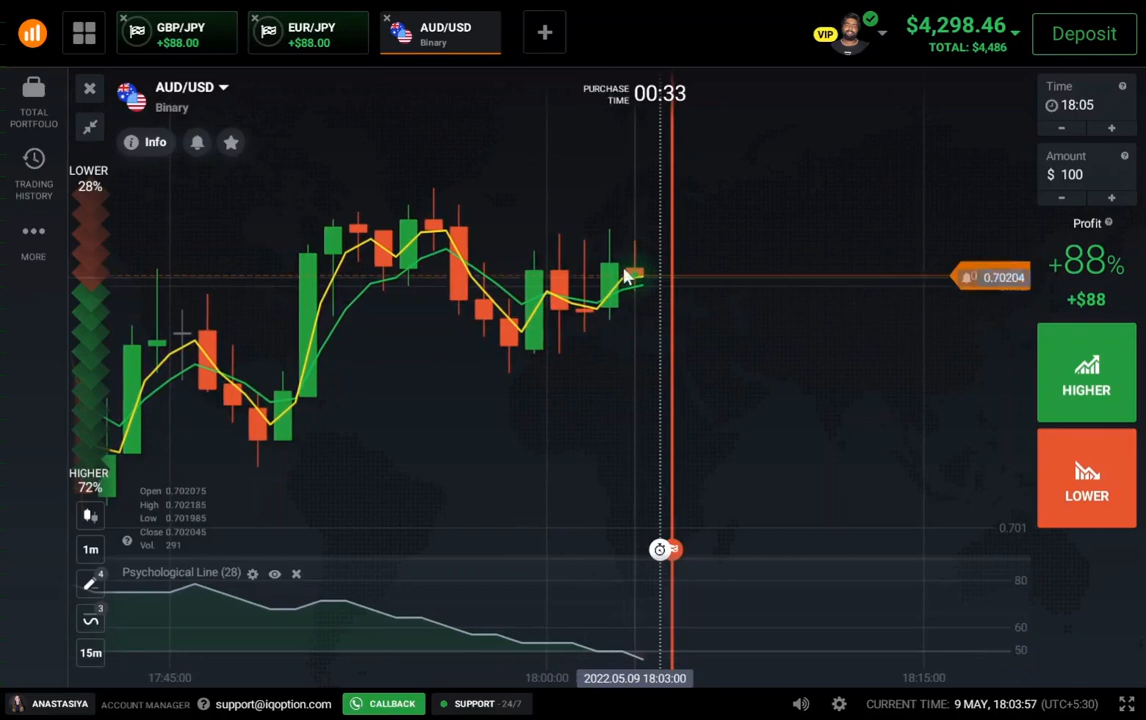 GBP/JPY
+$88.00
EUR/JPY
+$88.00
AUD/USD
Binary
VIP
$4,298.46
TOTAL: $4,486
Deposit
TOTAL
PORTFOLIO
TRADING
HISTORY
MORE
AUD/USD
Binary
Info
PURCHASE
TIME
00:33
LOWER
28%
HIGHER
72%
Open 0.702075
High 0.702185
Low 0.701985
Close 0.702045
Vol. 291
1m
4
3
15m
Psychological Line (28)
0.70204
0.701
80
60
50
17:45:00
18:00:00
2022.05.09 18:03:00
18:15:00
Time
18:05
- +
Amount
$ 100
- +
Profit
+88%
+$88
HIGHER
LOWER
ANASTASIYA
ACCOUNT MANAGER
support@iqoption.com
CALLBACK
SUPPORT - 24/7
CURRENT TIME: 9 MAY, 18:03:57 (UTC+5:30)